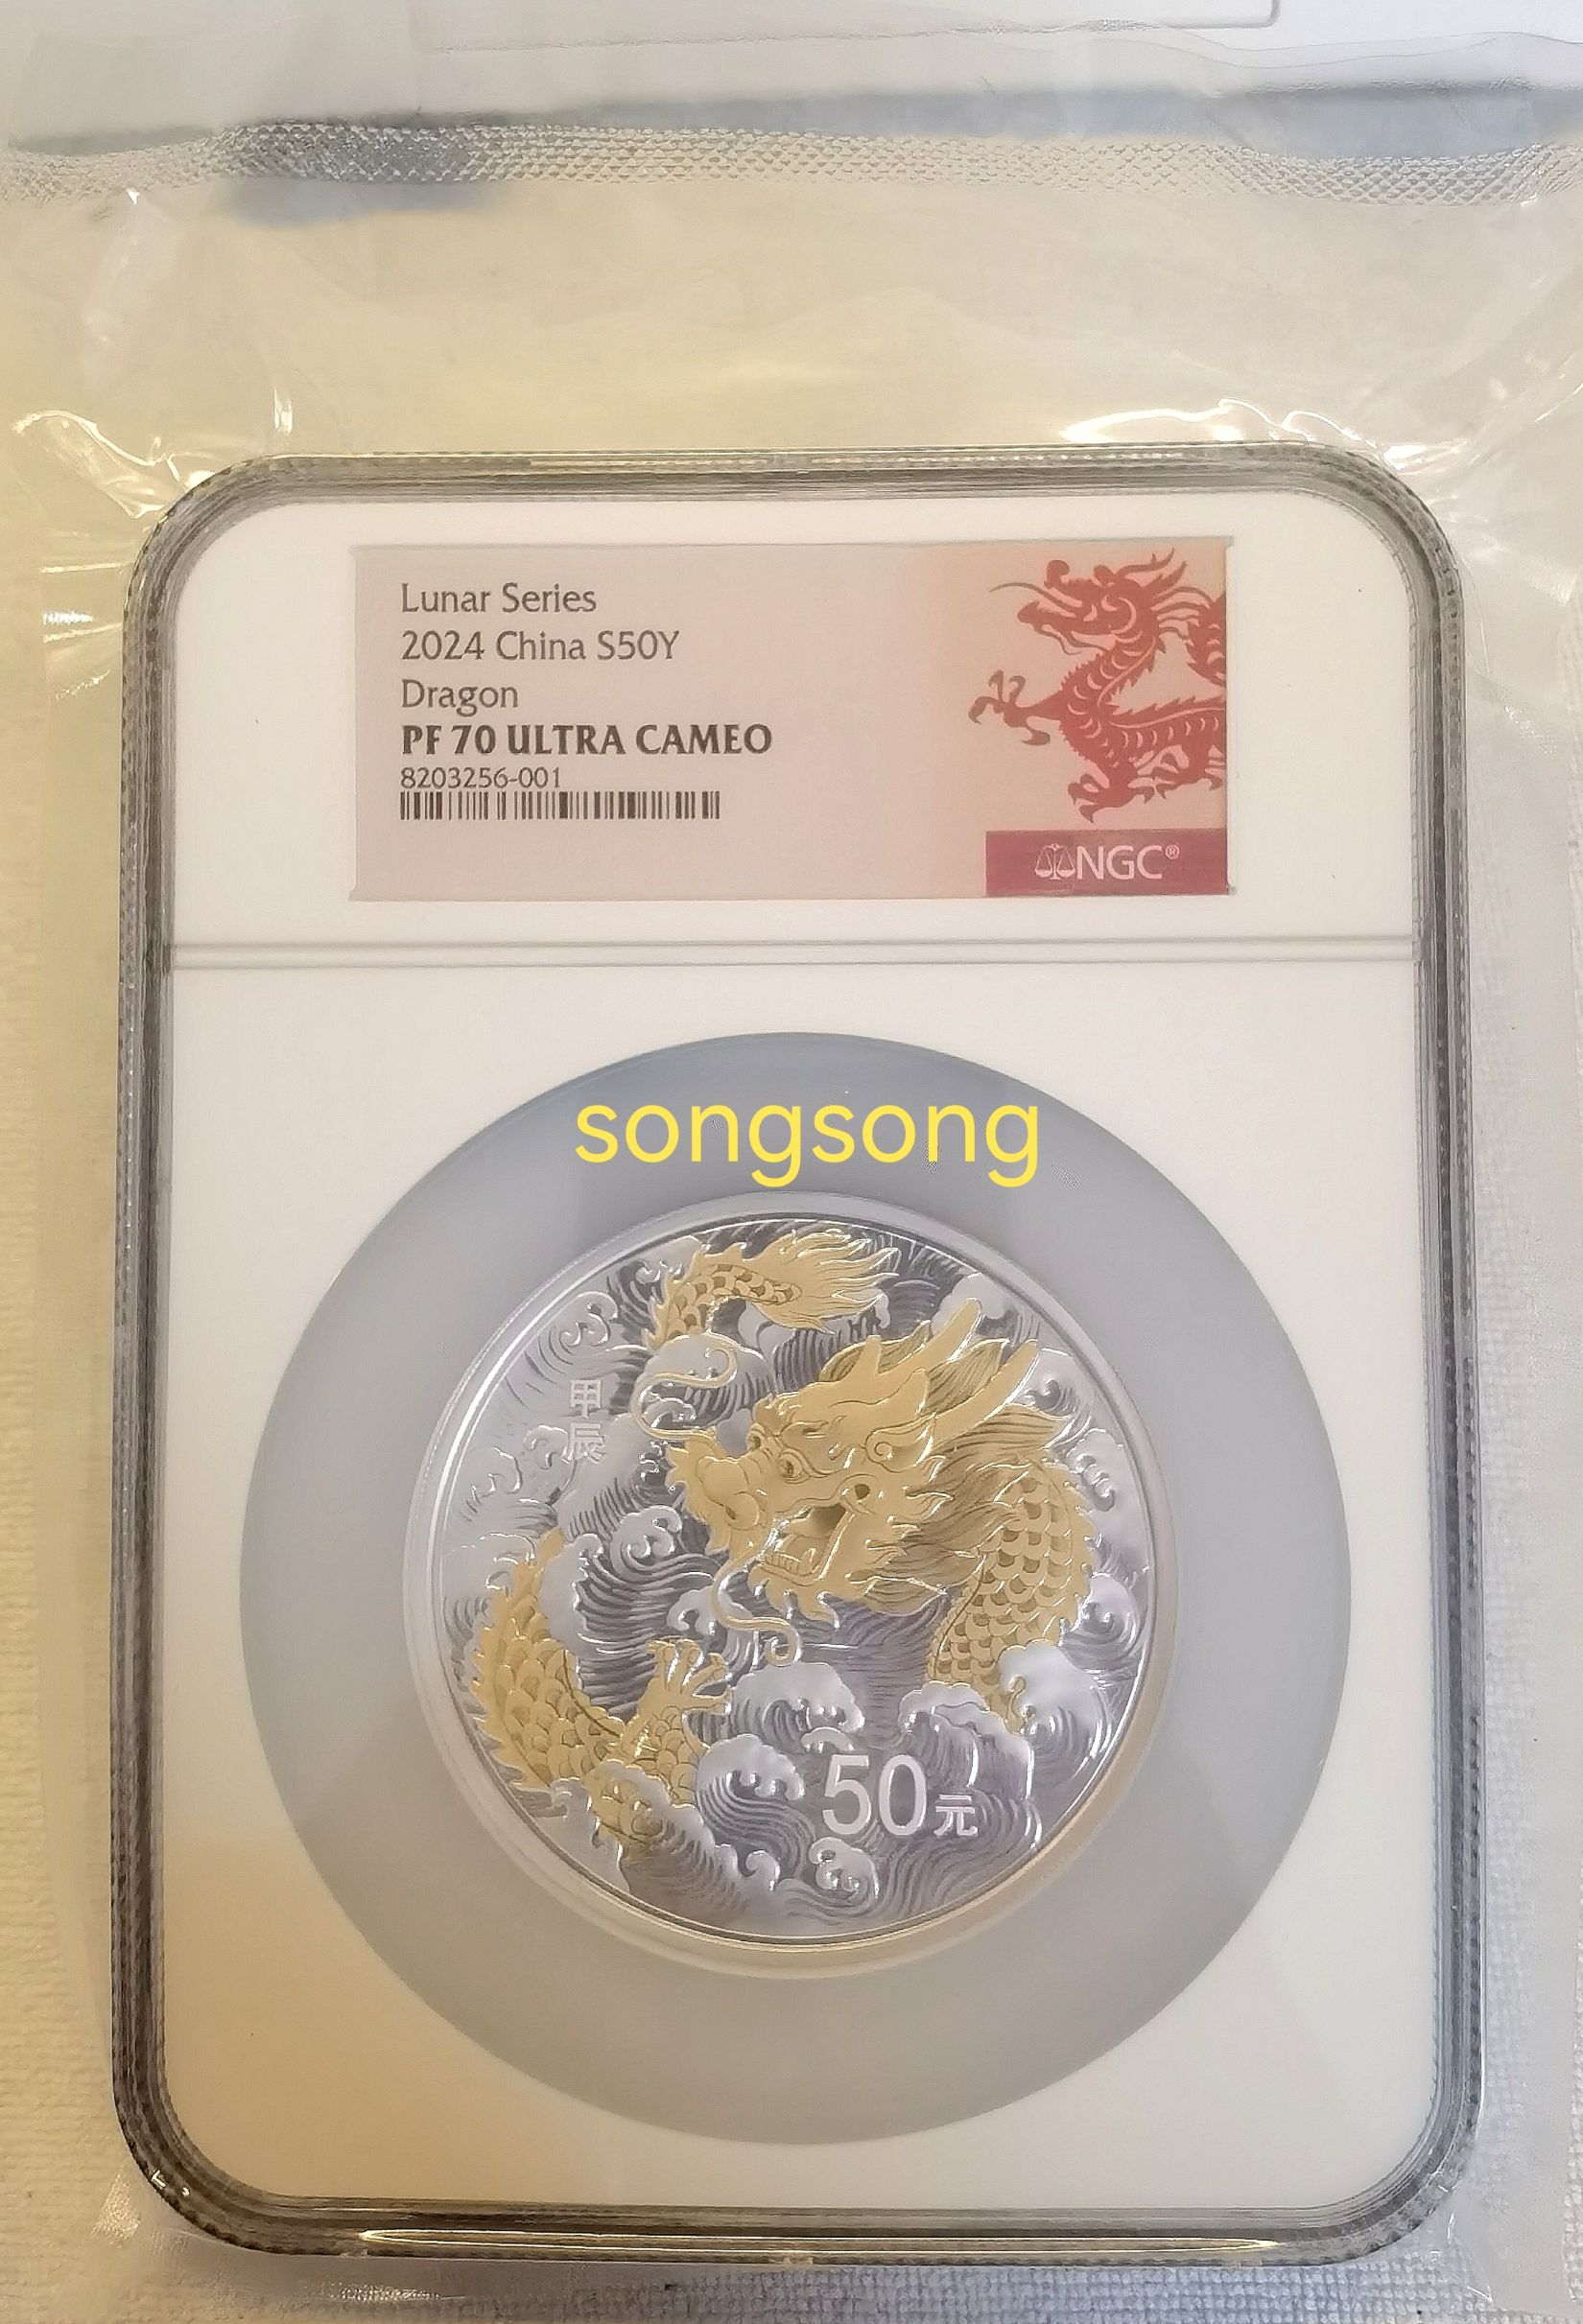 Lunar Series
2024 China S50Y
Dragon
PF 70 ULTRA CAMEO
8203256-001
NGC®
songsong
甲辰
50元